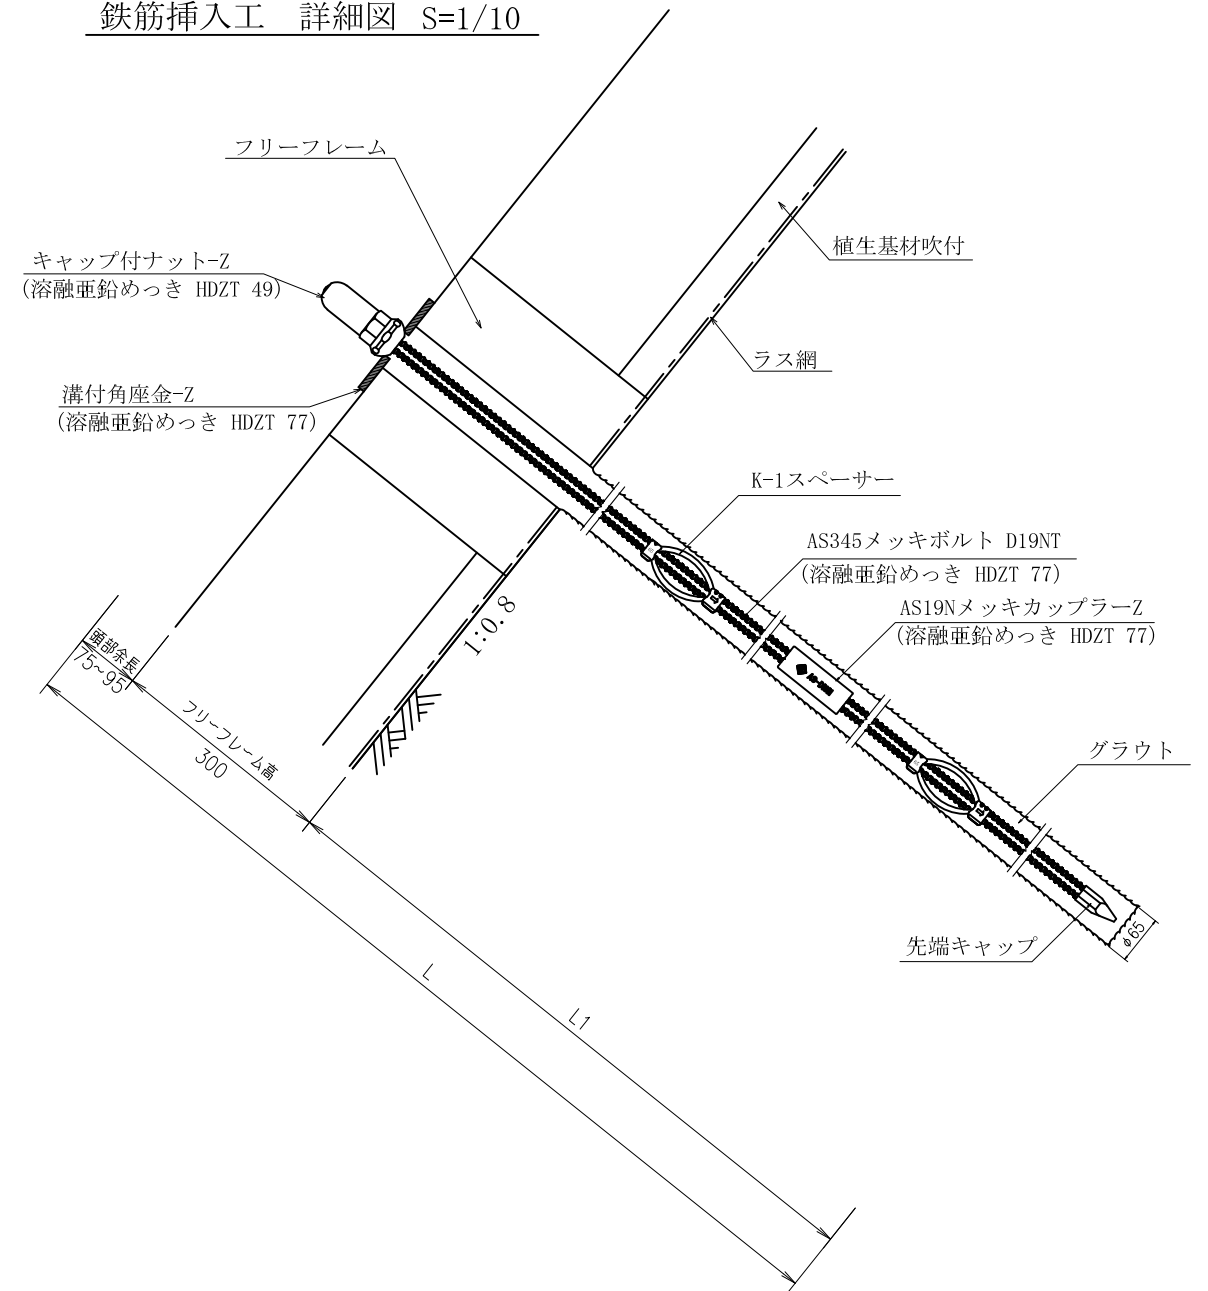 鉄筋挿入工　詳細図 S=1/10
フリーフレーム
植生基材吹付
キャップ付ナット-Z
(溶融亜鉛めっき HDZT 49)
ラス網
溝付角座金-Z
(溶融亜鉛めっき HDZT 77)
K-1スペーサー
AS345メッキボルト D19NT
(溶融亜鉛めっき HDZT 77)
AS19NメッキカップラーZ
(溶融亜鉛めっき HDZT 77)
1:0.8
頭部余長
75~95
フリーフレーム高
300
グラウト
先端キャップ
φ65
L
L1